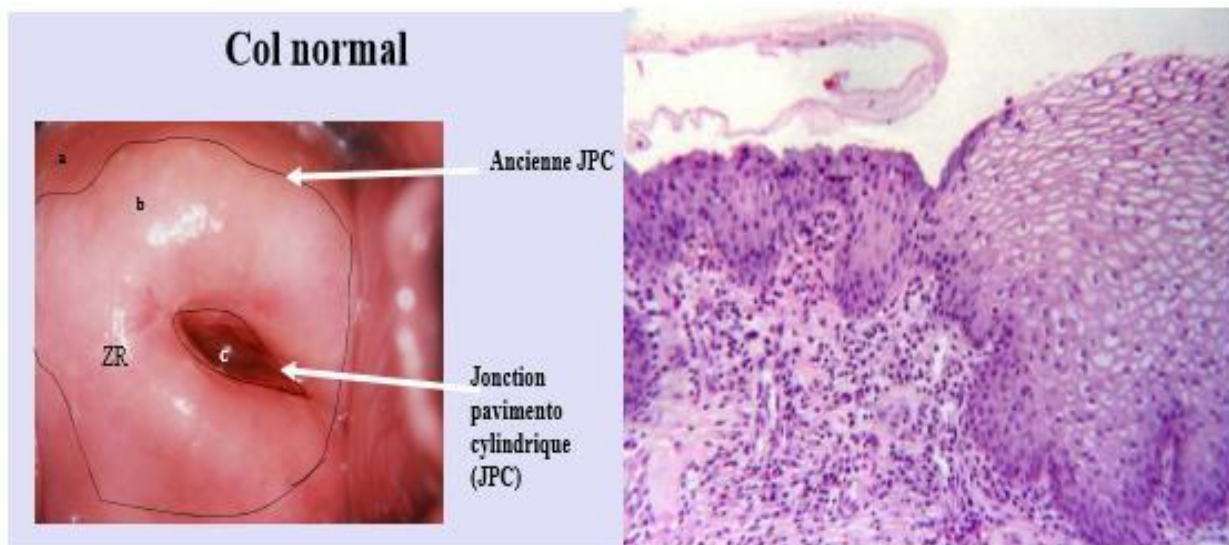 Col normal
a
Ancienne JPC
b
ZR
c
Jonction
pavimento
cylindrique
(JPC)